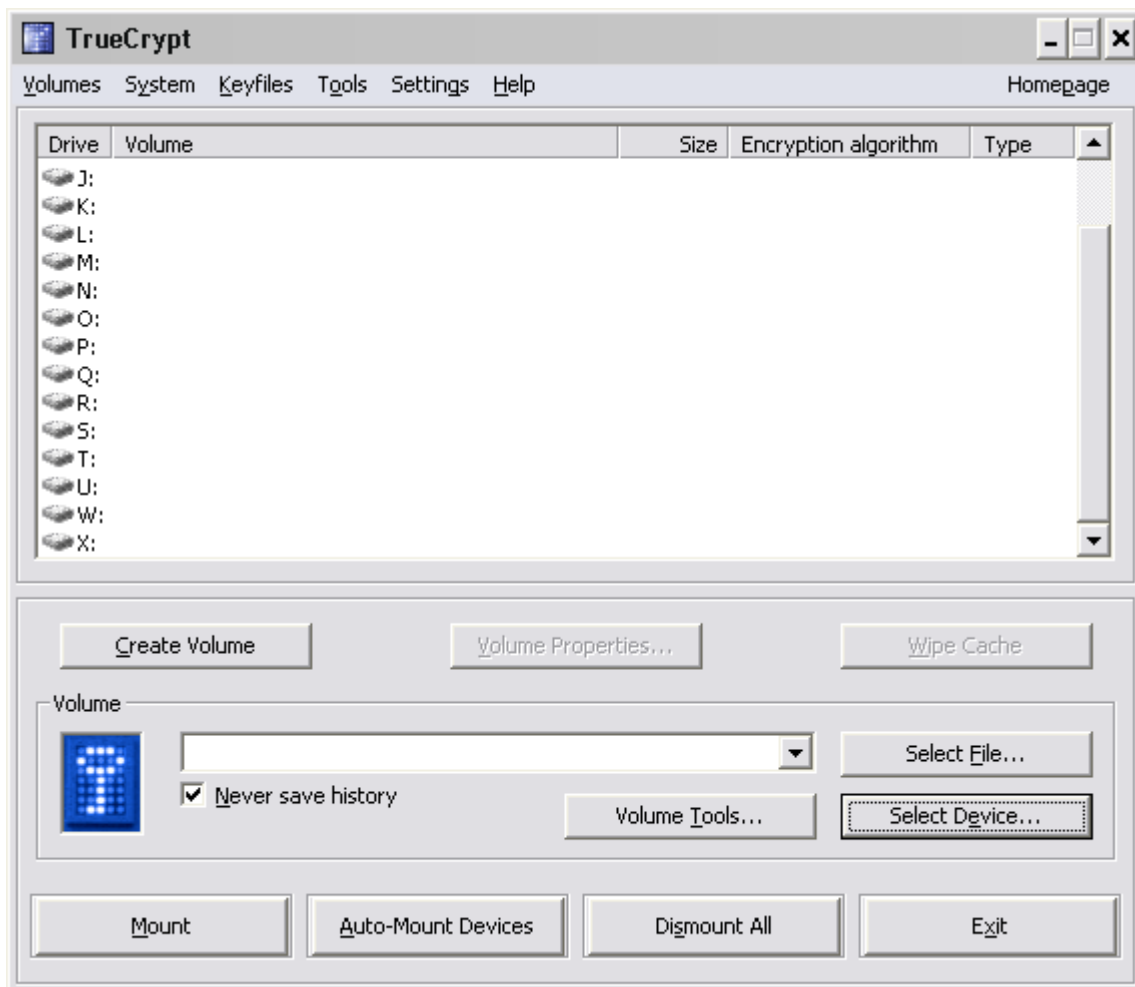 TrueCrypt
Volumes System Keyfiles Tools Settings Help Homepage
Drive Volume Size Encryption algorithm Type
J:
K:
L:
M:
N:
O:
P:
Q:
R:
S:
T:
U:
W:
X:
Create Volume Volume Properties... Wipe Cache
Volume
Select File...
Never save history
Volume Tools... Select Device...
Mount Auto-Mount Devices Dismount All Exit